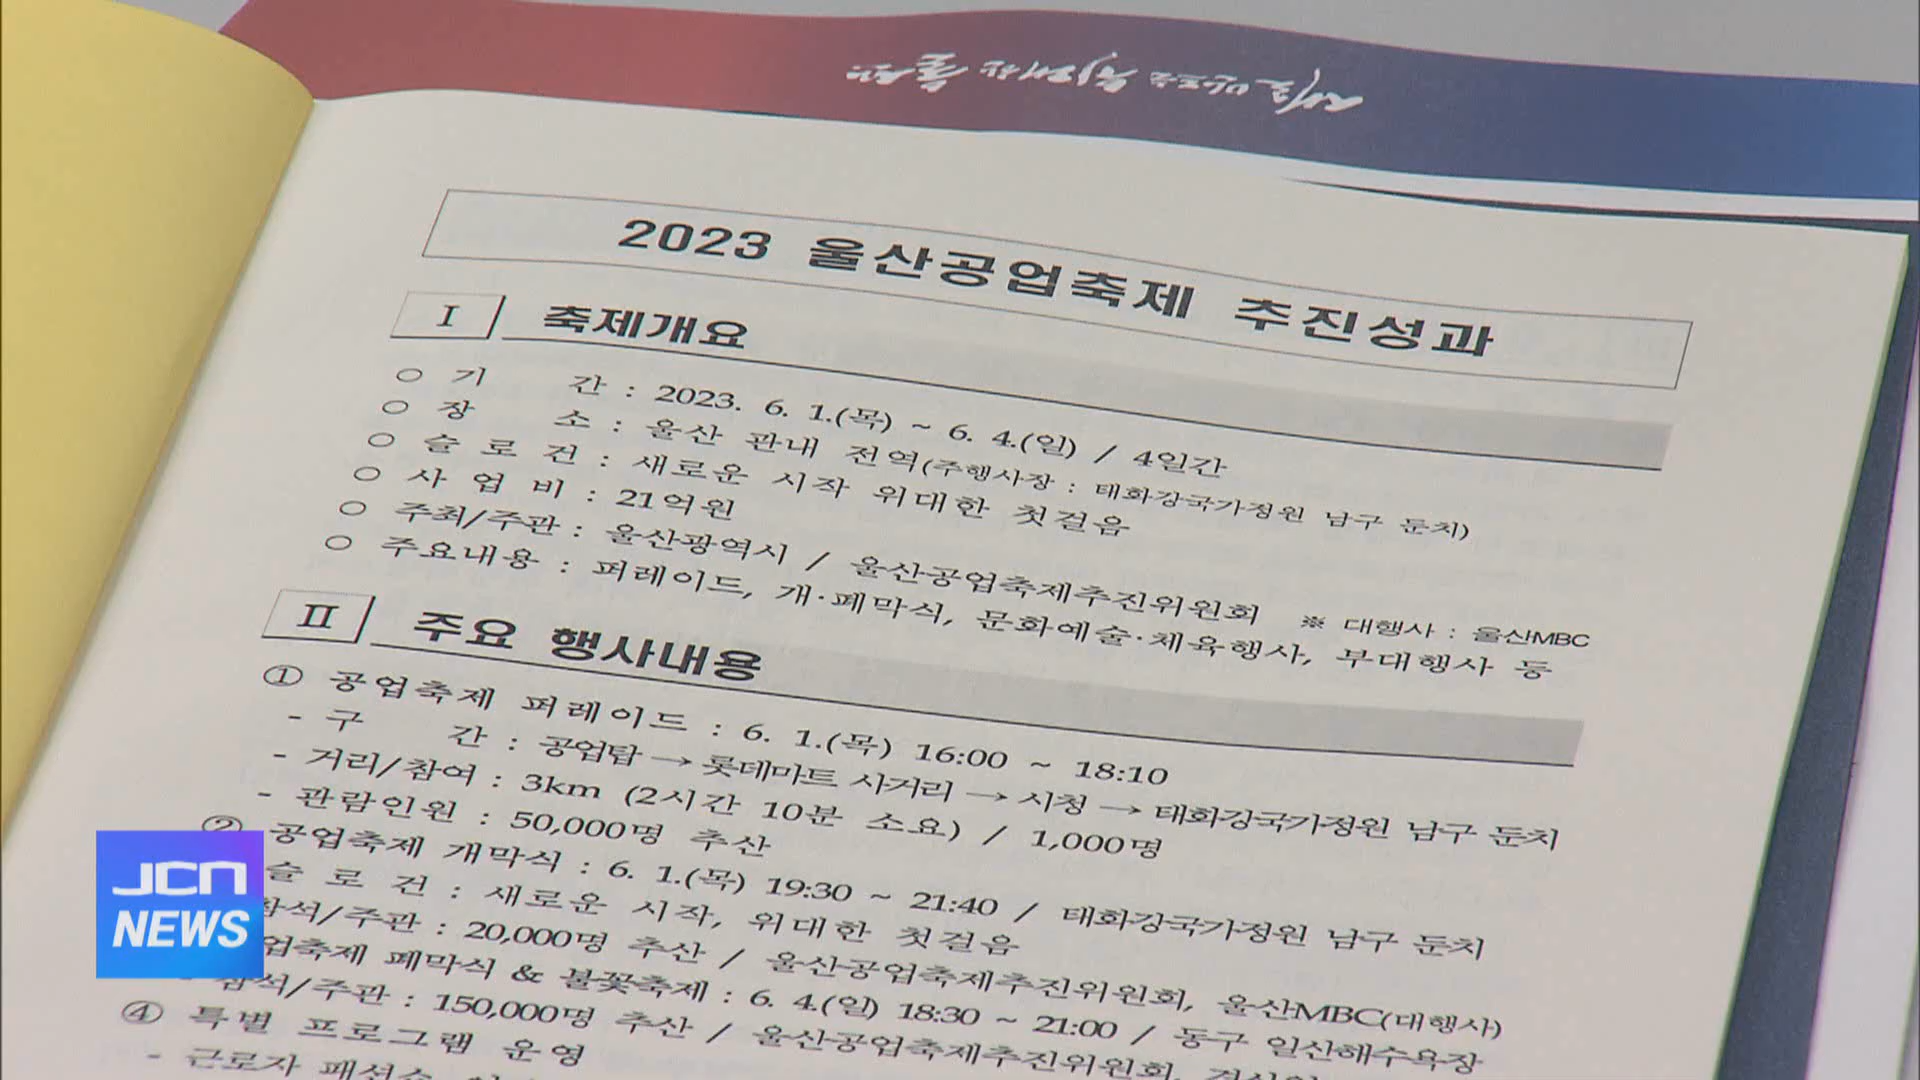 새로 만드는 위대한 울산
2023 울산공업축제 추진성과
Ⅰ 축제개요
○ 기 간 : 2023. 6. 1.(목) ~ 6. 4.(일) / 4일간
○ 장 소 : 울산 관내 전역(주행사장 : 태화강국가정원 남구 둔치)
○ 슬 로 건 : 새로운 시작 위대한 첫걸음
○ 사 업 비 : 21억원
○ 주최/주관 : 울산광역시 / 울산공업축제추진위원회 ※ 대행사 : 울산MBC
○ 주요내용 : 퍼레이드, 개·폐막식, 문화예술·체육행사, 부대행사 등
Ⅱ 주요 행사내용
① 공업축제 퍼레이드 : 6. 1.(목) 16:00 ~ 18:10
- 구 간 : 공업탑 → 롯데마트 사거리 → 시청 → 태화강국가정원 남구 둔치
- 거리/참여 : 3km (2시간 10분 소요) / 1,000명
- 관람인원 : 50,000명 추산
② 공업축제 개막식 : 6. 1.(목) 19:30 ~ 21:40 / 태화강국가정원 남구 둔치
슬 로 건 : 새로운 시작, 위대한 첫걸음
참석/주관 : 20,000명 추산 / 울산공업축제추진위원회, 울산MBC(대행사)
업축제 폐막식 & 불꽃축제 : 6. 4.(일) 18:30 ~ 21:00 / 동구 일산해수욕장
- 참석/주관 : 150,000명 추산 / 울산공업축제추진위원회,
④ 특별 프로그램 운영
- 근로자 패션쇼
JCN
NEWS